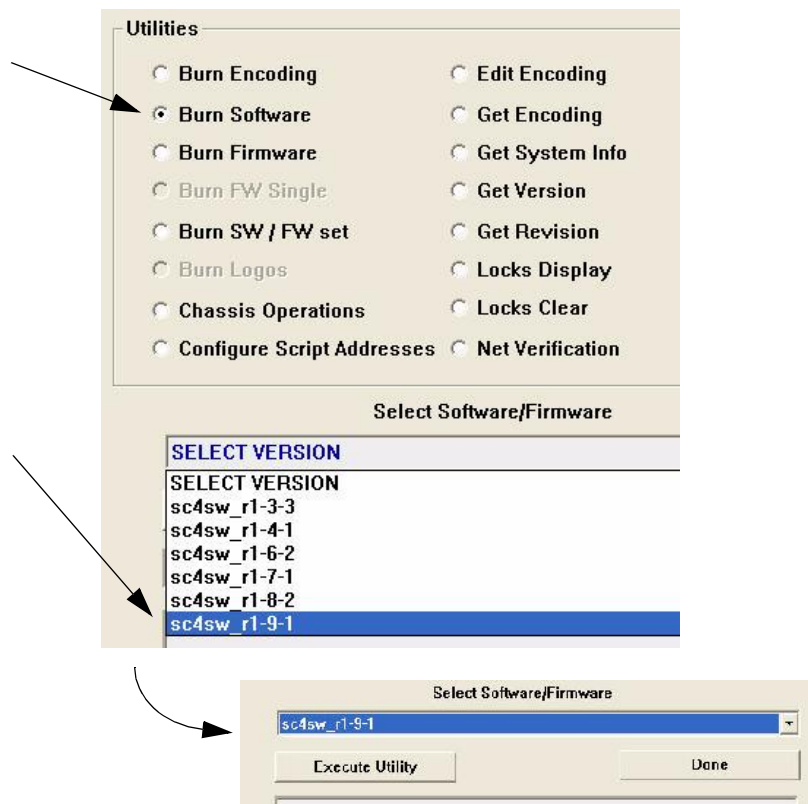 Utilities
Burn Encoding
Burn Software
Burn Firmware
Burn FW Single
Burn SW / FW set
Burn Logos
Chassis Operations
Configure Script Addresses
Edit Encoding
Get Encoding
Get System Info
Get Version
Get Revision
Locks Display
Locks Clear
Net Verification
Select Software/Firmware
SELECT VERSION
SELECT VERSION
sc4sw_r1-3-3
sc4sw_r1-4-1
sc4sw_r1-6-2
sc4sw_r1-7-1
sc4sw_r1-8-2
sc4sw_r1-9-1
Select Software/Firmware
sc4sw_r1-9-1
Execute Utility
Done